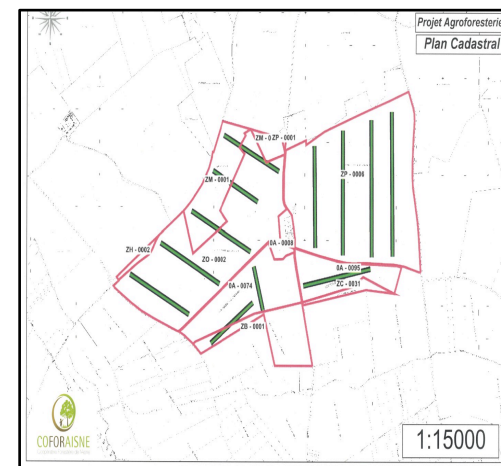 Projet Agroforesterie
Plan Cadastral
ZM - 0
ZP - 0001
ZP - 0006
ZM - 0001
0A - 0008
ZH - 0002
ZO - 0002
0A - 0095
ZC - 0031
0A - 0074
ZB - 0001
COFORAISNE
1:15000